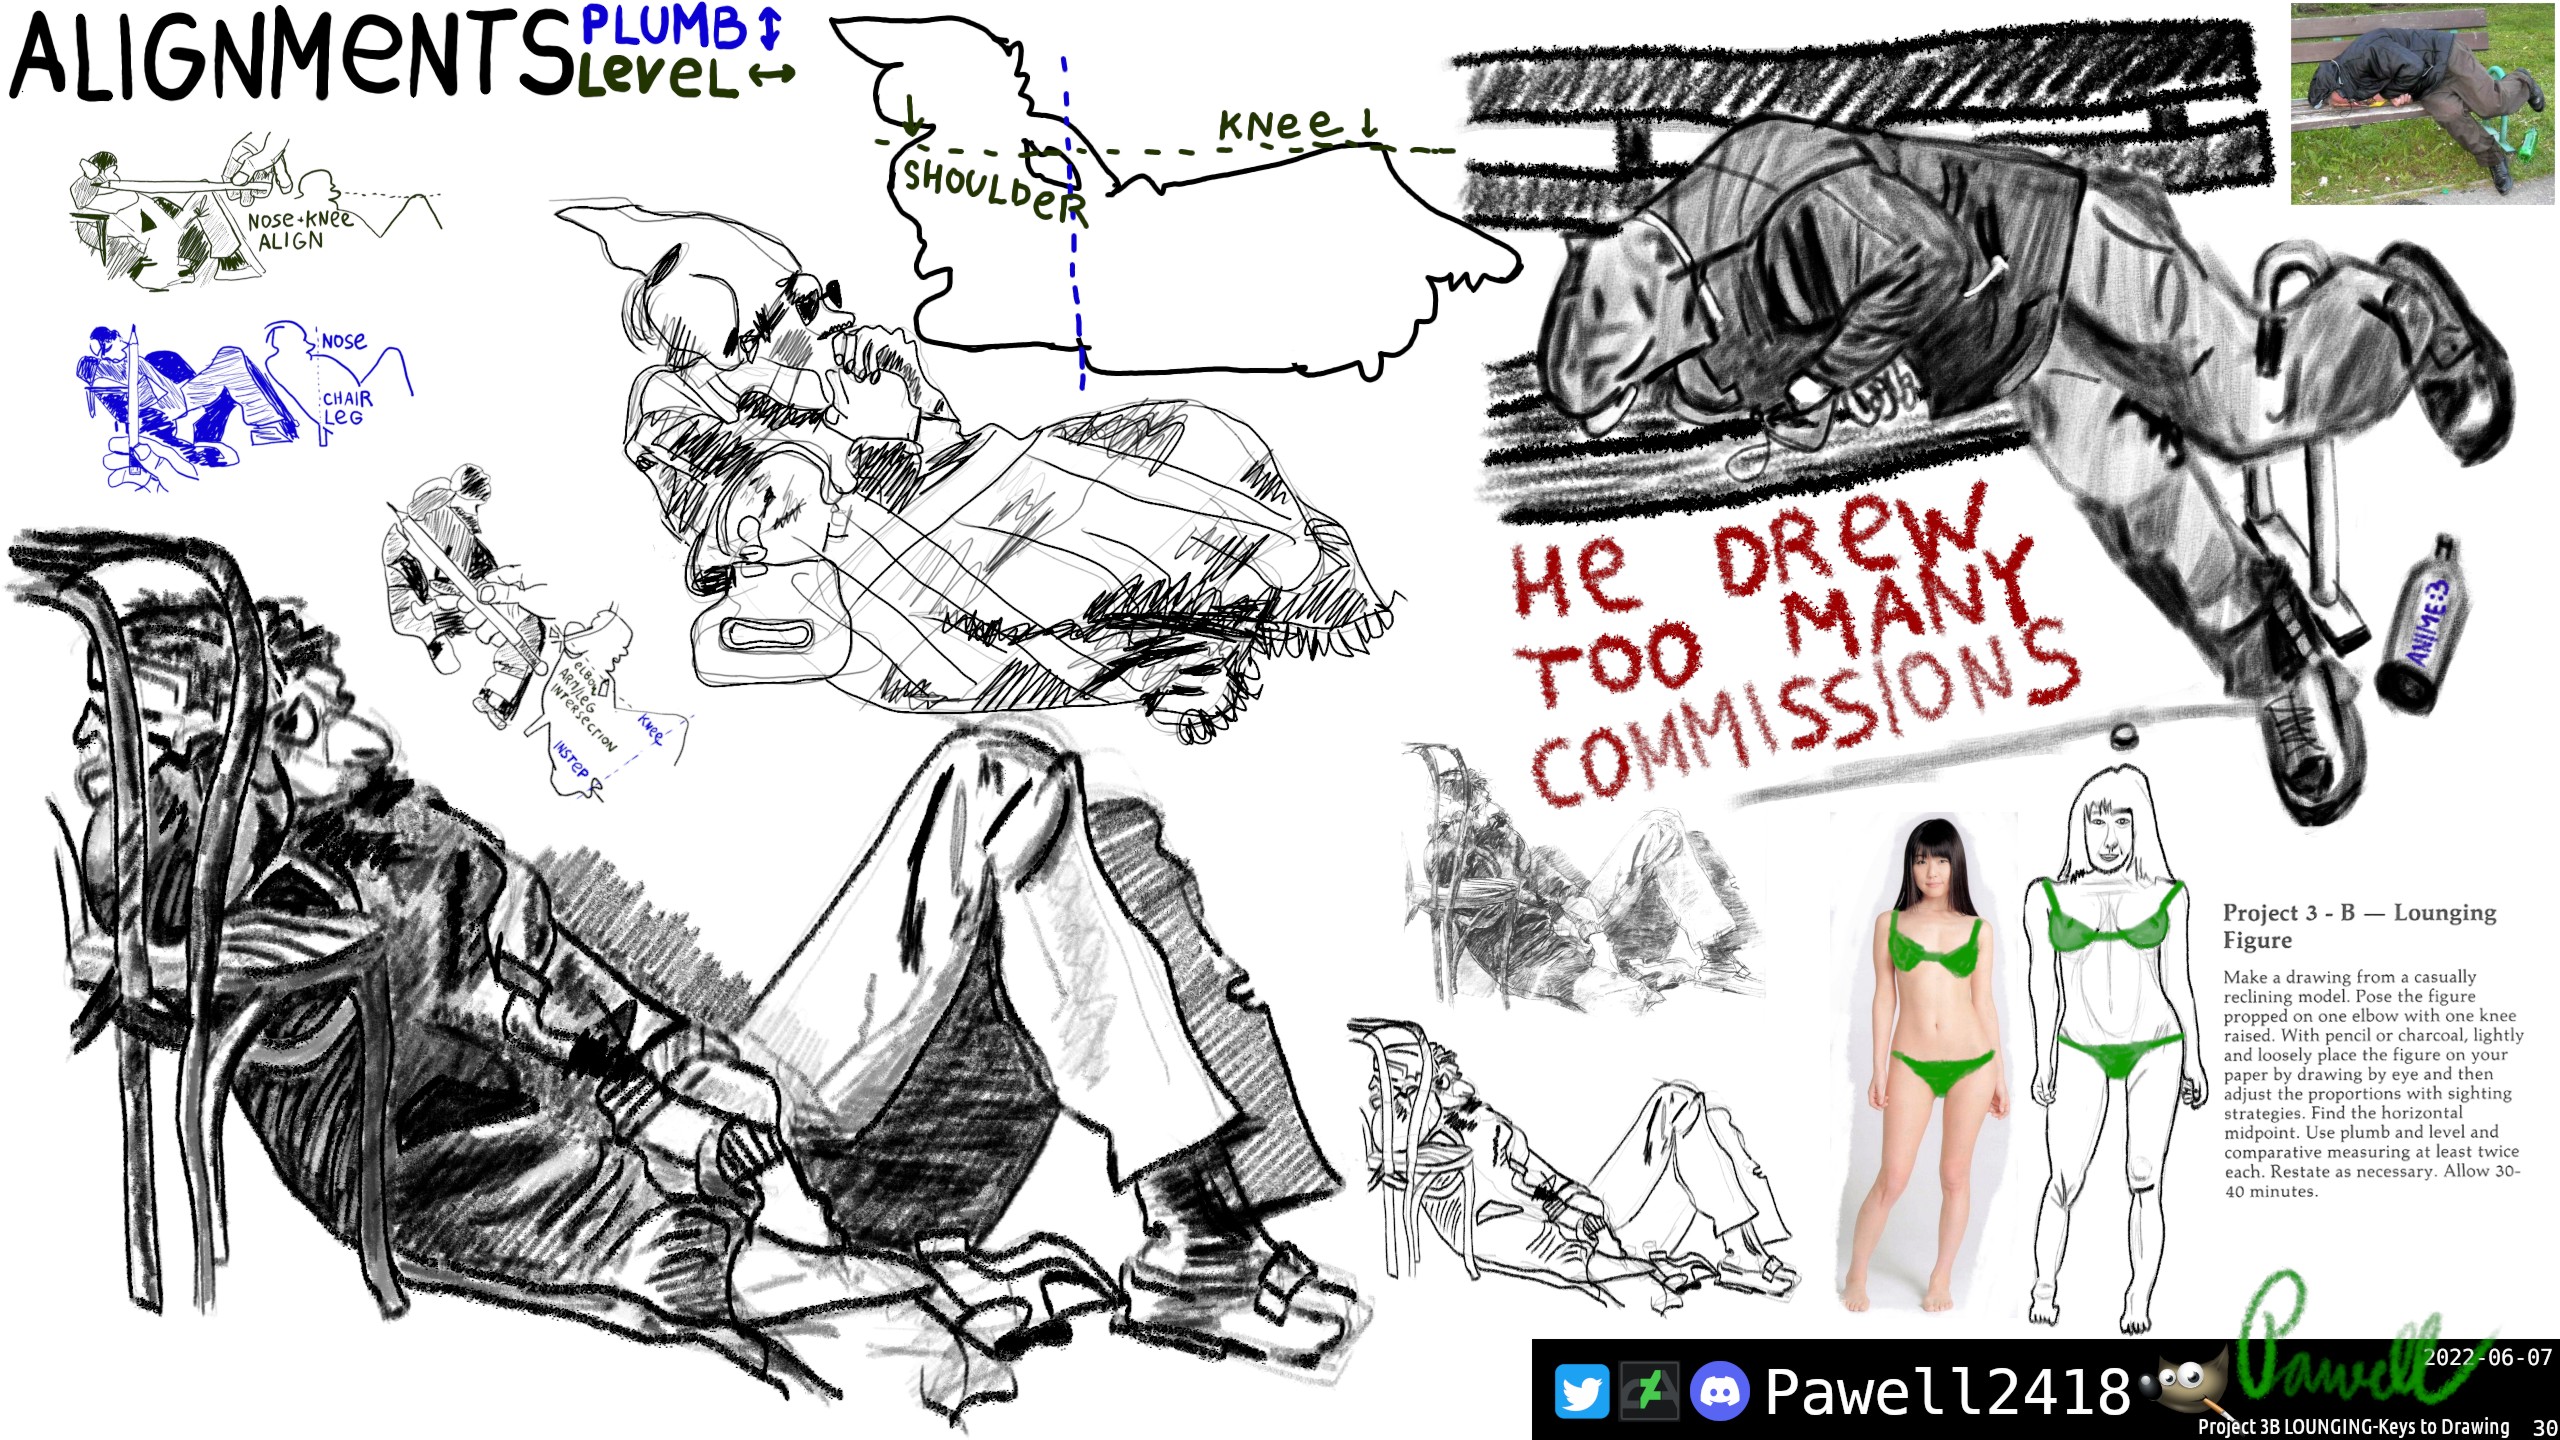 ALIGNMENTS
PLUMB
LEVEL
NOSE+KNEE
ALIGN
NOSE
CHAIR
LEG
ELBOW
ARM/LEG
INTERSECTION
KNEE
INSTEP
KNEE
SHOULDER
HE DREW
TOO MANY
COMMISSIONS
ANIME:3
Project 3 - B — Lounging
Figure
Make a drawing from a casually
reclining model. Pose the figure
propped on one elbow with one knee
raised. With pencil or charcoal, lightly
and loosely place the figure on your
paper by drawing by eye and then
adjust the proportions with sighting
strategies. Find the horizontal
midpoint. Use plumb and level and
comparative measuring at least twice
each. Restate as necessary. Allow 30-
40 minutes.
Pawell2418
Pawell
2022-06-07
Project 3B LOUNGING-Keys to Drawing 30